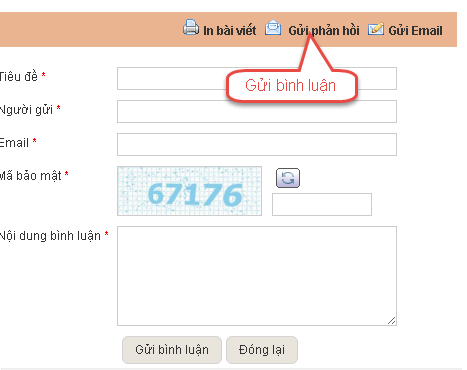 In bài viết Gửi phản hồi Gửi Email
Gửi bình luận
Tiêu đề *
Người gửi *
Email *
Mã bảo mật *
67176
Nội dung bình luận *
Gửi bình luận Đóng lại